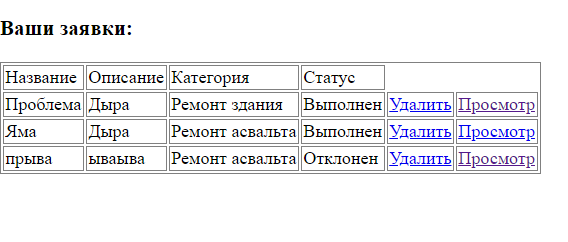 Ваши заявки:
Название Описание Категория Статус
Проблема Дыра Ремонт здания Выполнен Удалить Просмотр
Яма Дыра Ремонт асвальта Выполнен Удалить Просмотр
прыва ываыва Ремонт асвальта Отклонен Удалить Просмотр